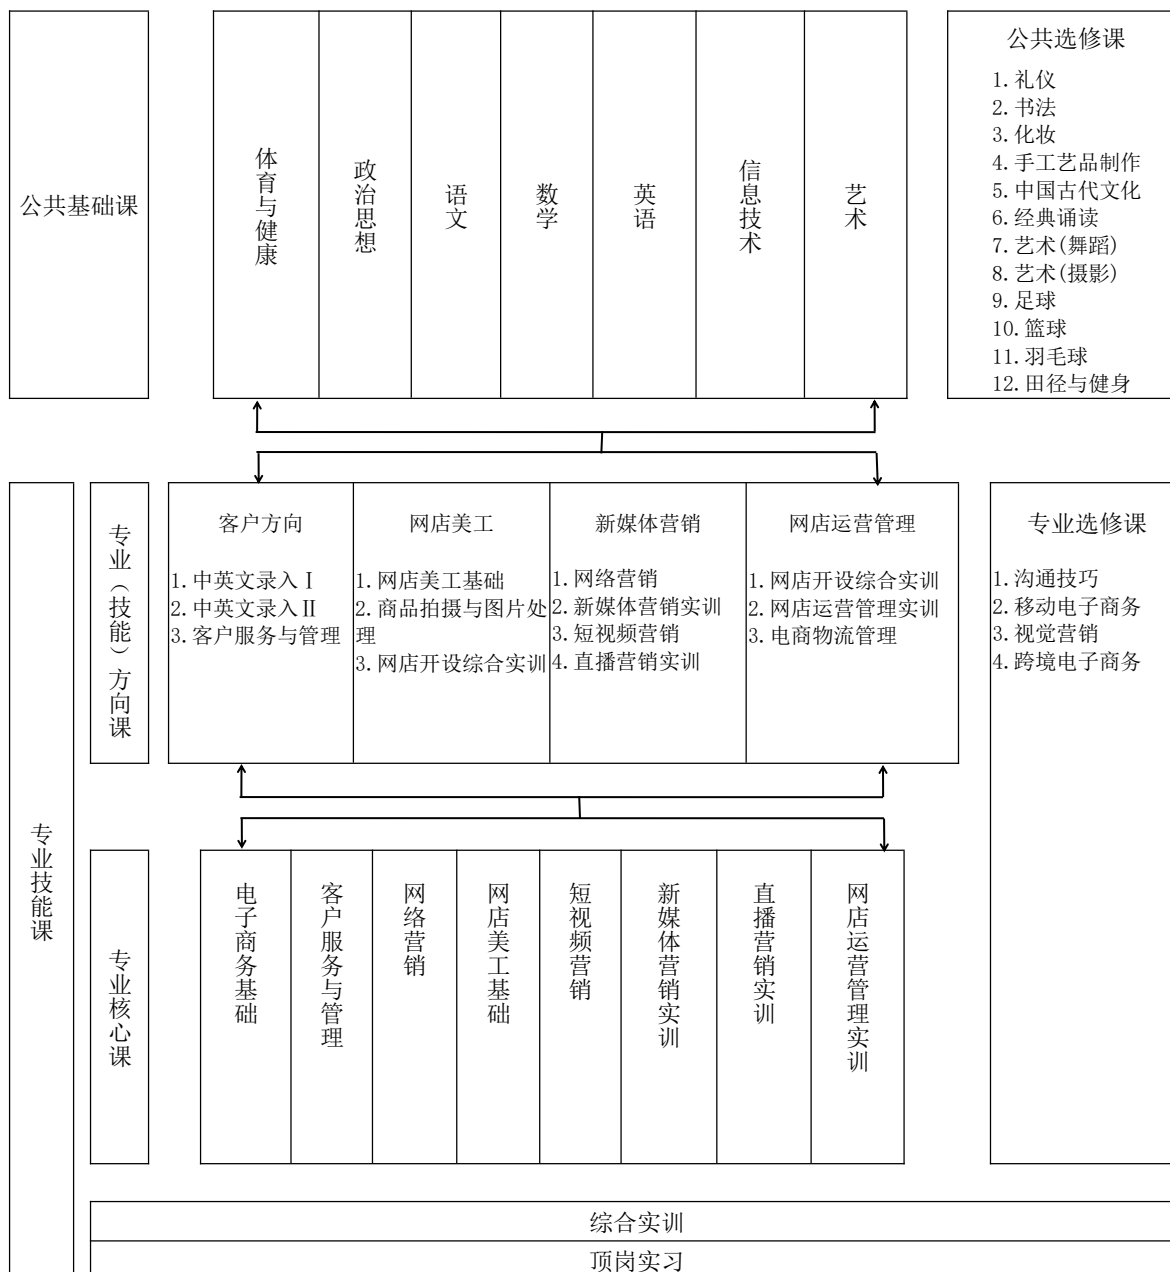 公共基础课
体育与健康
政治思想
语文
数学
英语
信息技术
艺术
公共选修课
1.礼仪
2.书法
3.化妆
4.手工艺品制作
5.中国古代文化
6.经典诵读
7.艺术(舞蹈)
8.艺术(摄影)
9.足球
10.篮球
11.羽毛球
12.田径与健身
专业技能课
专业（技能）方向课
客户方向
1.中英文录入Ⅰ
2.中英文录入Ⅱ
3.客户服务与管理
网店美工
1.网店美工基础
2.商品拍摄与图片处
理
3.网店开设综合实训
新媒体营销
1.网络营销
2.新媒体营销实训
3.短视频营销
4.直播营销实训
网店运营管理
1.网店开设综合实训
2.网店运营管理实训
3.电商物流管理
专业选修课
1.沟通技巧
2.移动电子商务
3.视觉营销
4.跨境电子商务
专业核心课
电子商务基础
客户服务与管理
网络营销
网店美工基础
短视频营销
新媒体营销实训
直播营销实训
网店运营管理实训
综合实训
顶岗实习